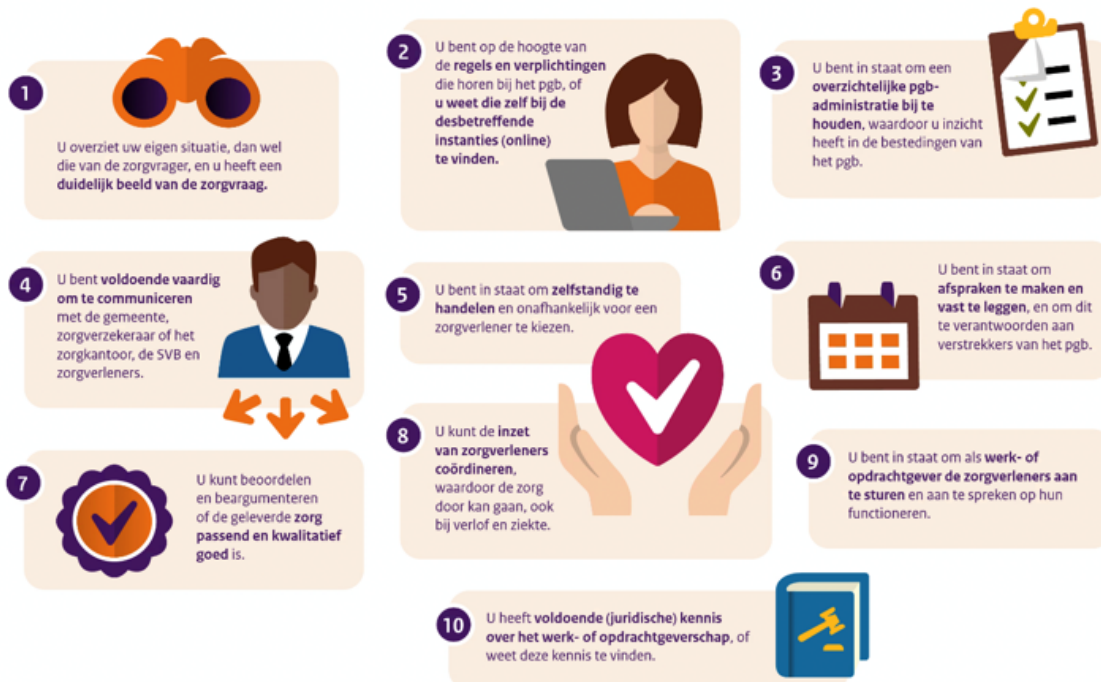 1
U overziet uw eigen situatie, dan wel
die van de zorgvrager, en u heeft een
duidelijk beeld van de zorgvraag.
2
U bent op de hoogte van
de regels en verplichtingen
die horen bij het pgb, of
u weet die zelf bij de
desbetreffende
instanties (online)
te vinden.
3
U bent in staat om een
overzichtelijke pgb-
administratie bij te
houden, waardoor u inzicht
heeft in de bestedingen van
het pgb.
4
U bent voldoende vaardig
om te communiceren
met de gemeente,
zorgverzekeraar of het
zorgkantoor, de SVB en
zorgverleners.
5
U bent in staat om zelfstandig te
handelen en onafhankelijk voor een
zorgverlener te kiezen.
6
U bent in staat om
afspraken te maken en
vast te leggen, en om dit
te verantwoorden aan
verstrekkers van het pgb.
7
U kunt beoordelen
en beargumenteren
of de geleverde zorg
passend en kwalitatief
goed is.
8
U kunt de inzet
van zorgverleners
coördineren,
waardoor de zorg
door kan gaan, ook
bij verlof en ziekte.
9
U bent in staat om als werk- of
opdrachtgever de zorgverleners aan
te sturen en aan te spreken op hun
functioneren.
10
U heeft voldoende (juridische) kennis
over het werk- of opdrachtgeverschap, of
weet deze kennis te vinden.